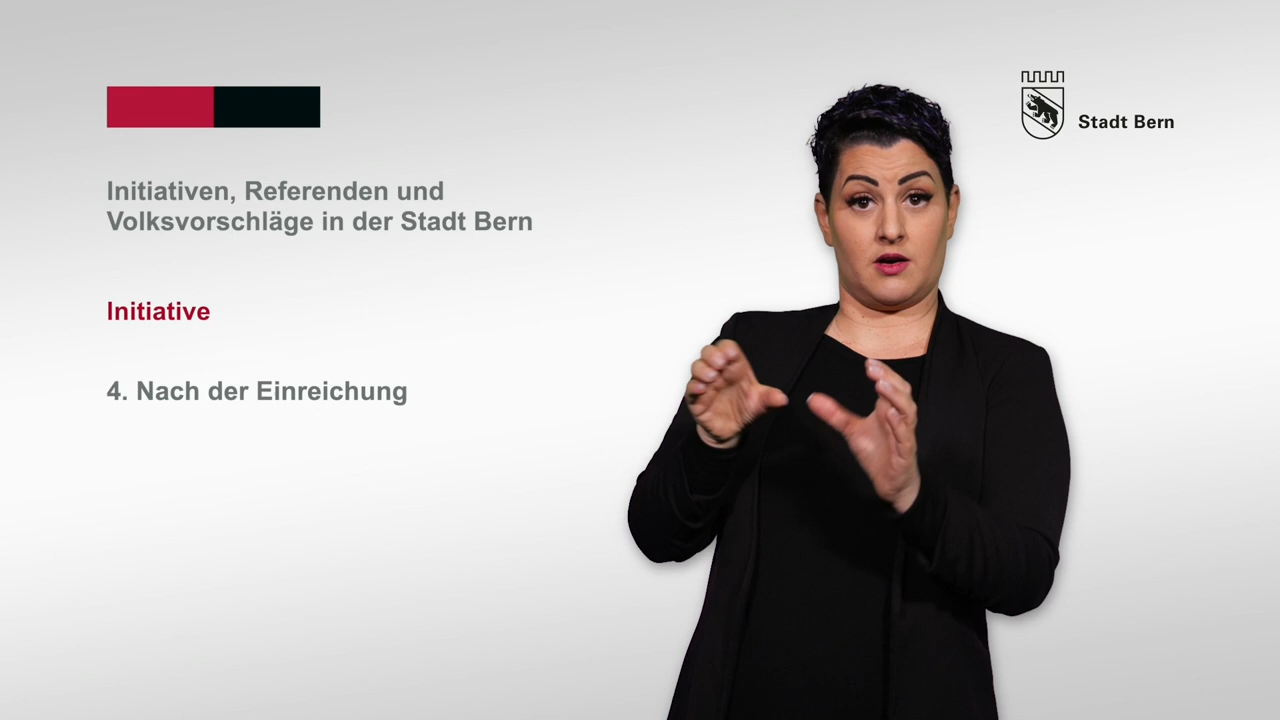 Stadt Bern
Initiativen, Referenden und
Volksvorschläge in der Stadt Bern
Initiative
4. Nach der Einreichung